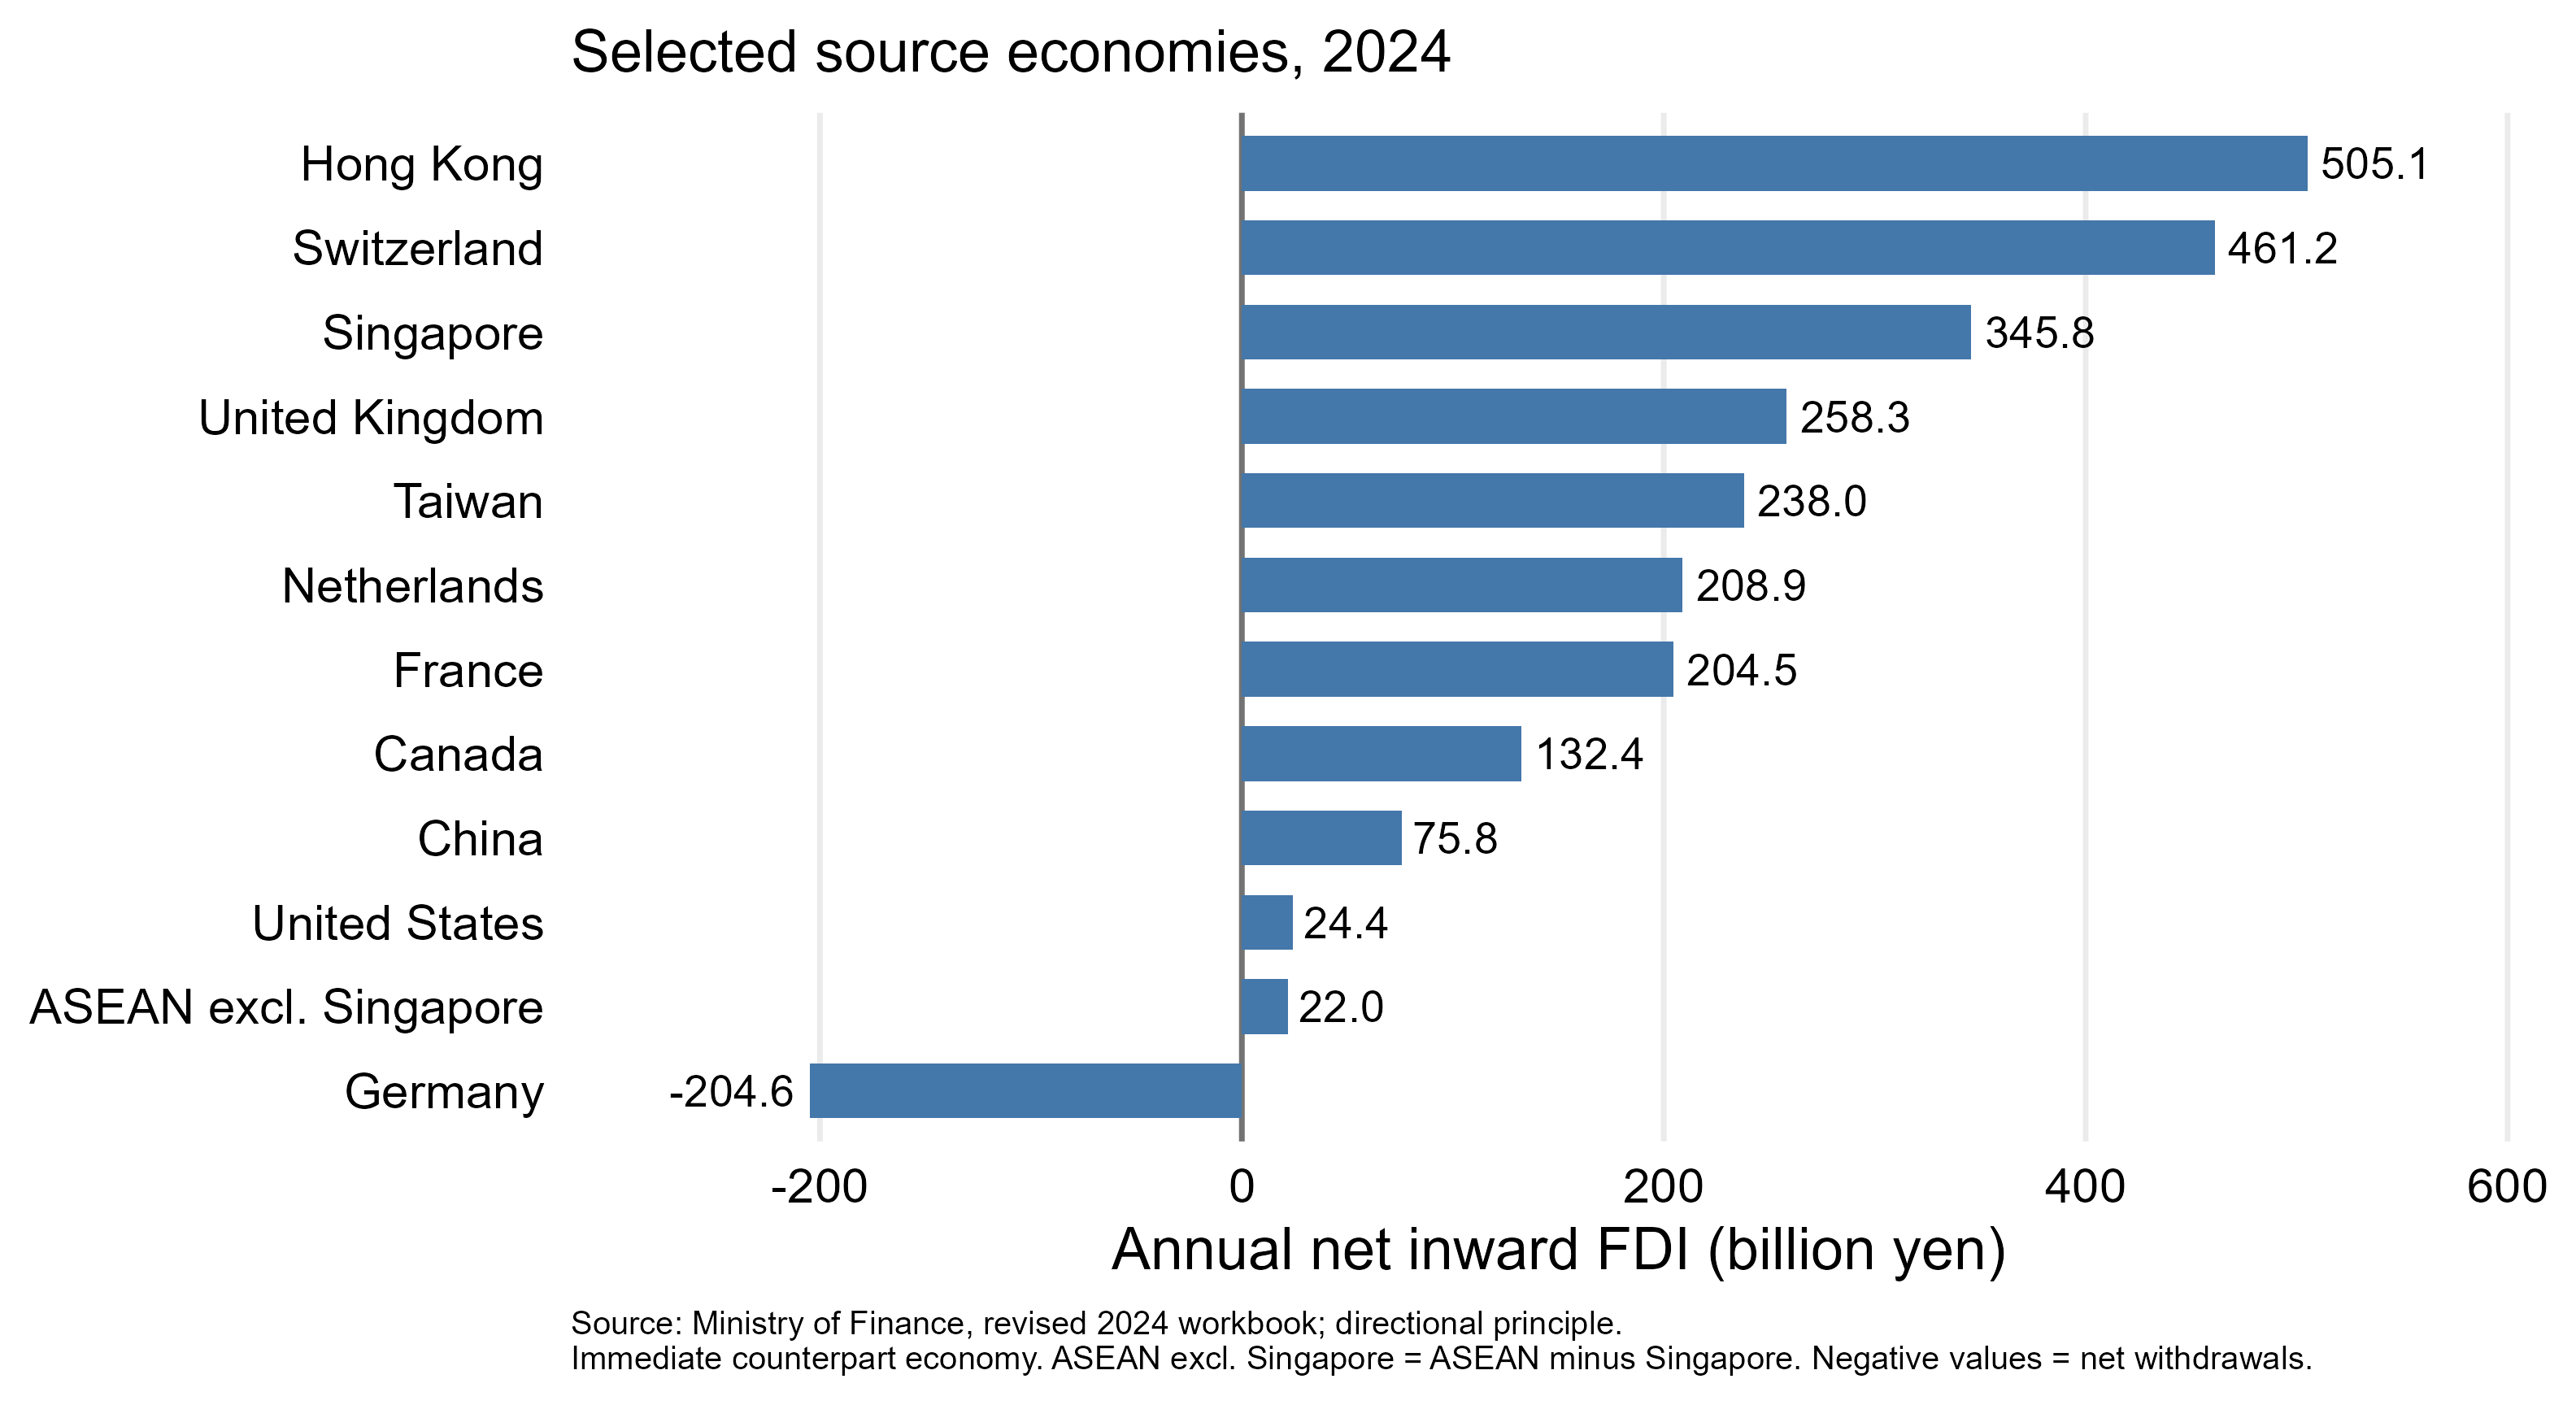 Selected source economies, 2024
Hong Kong 505.1
Switzerland 461.2
Singapore 345.8
United Kingdom 258.3
Taiwan 238.0
Netherlands 208.9
France 204.5
Canada 132.4
China 75.8
United States 24.4
ASEAN excl. Singapore 22.0
Germany -204.6
-200 0 200 400 600
Annual net inward FDI (billion yen)
Source: Ministry of Finance, revised 2024 workbook; directional principle.
Immediate counterpart economy. ASEAN excl. Singapore = ASEAN minus Singapore. Negative values = net withdrawals.